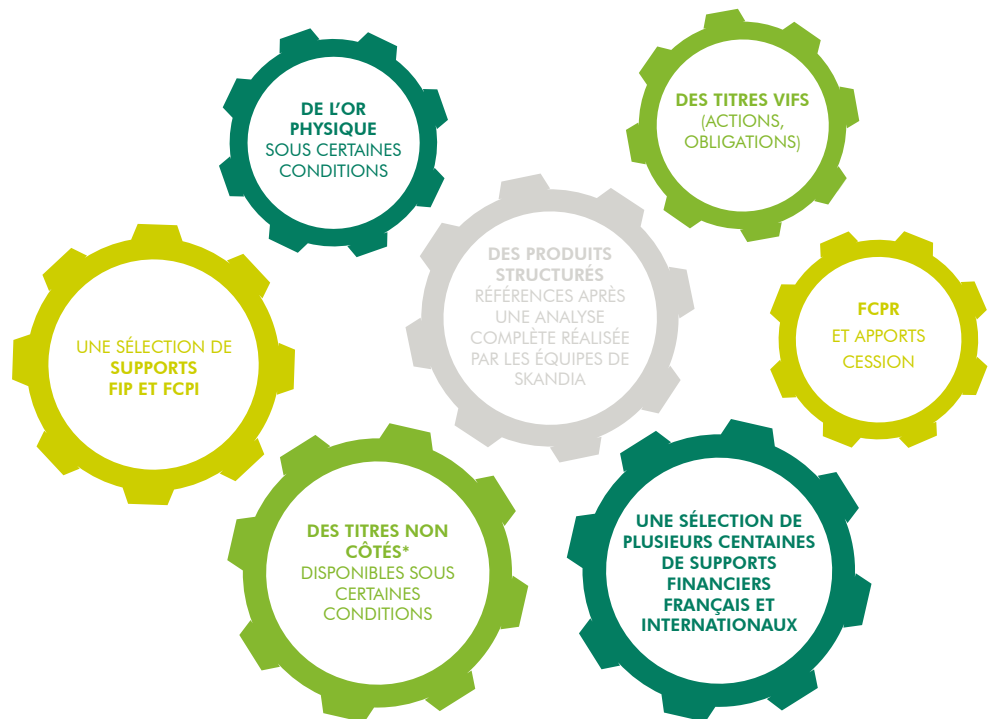 DE L'OR
PHYSIQUE
SOUS CERTAINES
CONDITIONS
DES TITRES VIFS
(ACTIONS,
OBLIGATIONS)
DES PRODUITS
STRUCTURÉS
RÉFÉRENCES APRÈS
UNE ANALYSE
COMPLÈTE RÉALISÉE
PAR LES ÉQUIPES DE
SKANDIA
FCPR
ET APPORTS
CESSION
UNE SÉLECTION DE
SUPPORTS
FIP ET FCPI
DES TITRES NON
CÔTÉS*
DISPONIBLES SOUS
CERTAINES
CONDITIONS
UNE SÉLECTION DE
PLUSIEURS CENTAINES
DE SUPPORTS
FINANCIERS
FRANÇAIS ET
INTERNATIONAUX